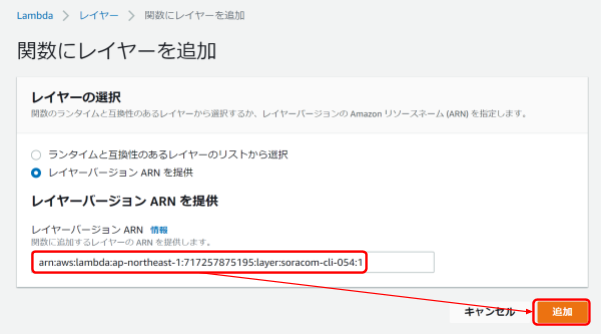 Lambda > レイヤー > 関数にレイヤーを追加
関数にレイヤーを追加
レイヤーの選択
関数のランタイムと互換性のあるレイヤーから選択するか、レイヤーバージョンの Amazon リソースネーム (ARN) を指定します。
ランタイムと互換性のあるレイヤーのリストから選択
レイヤーバージョン ARN を提供
レイヤーバージョン ARN を提供
レイヤーバージョン ARN 情報
関数に追加するレイヤーの ARN を提供します。
arn:aws:lambda:ap-northeast-1:717257875195:layer:soracom-cli-054:1
キャンセル 追加